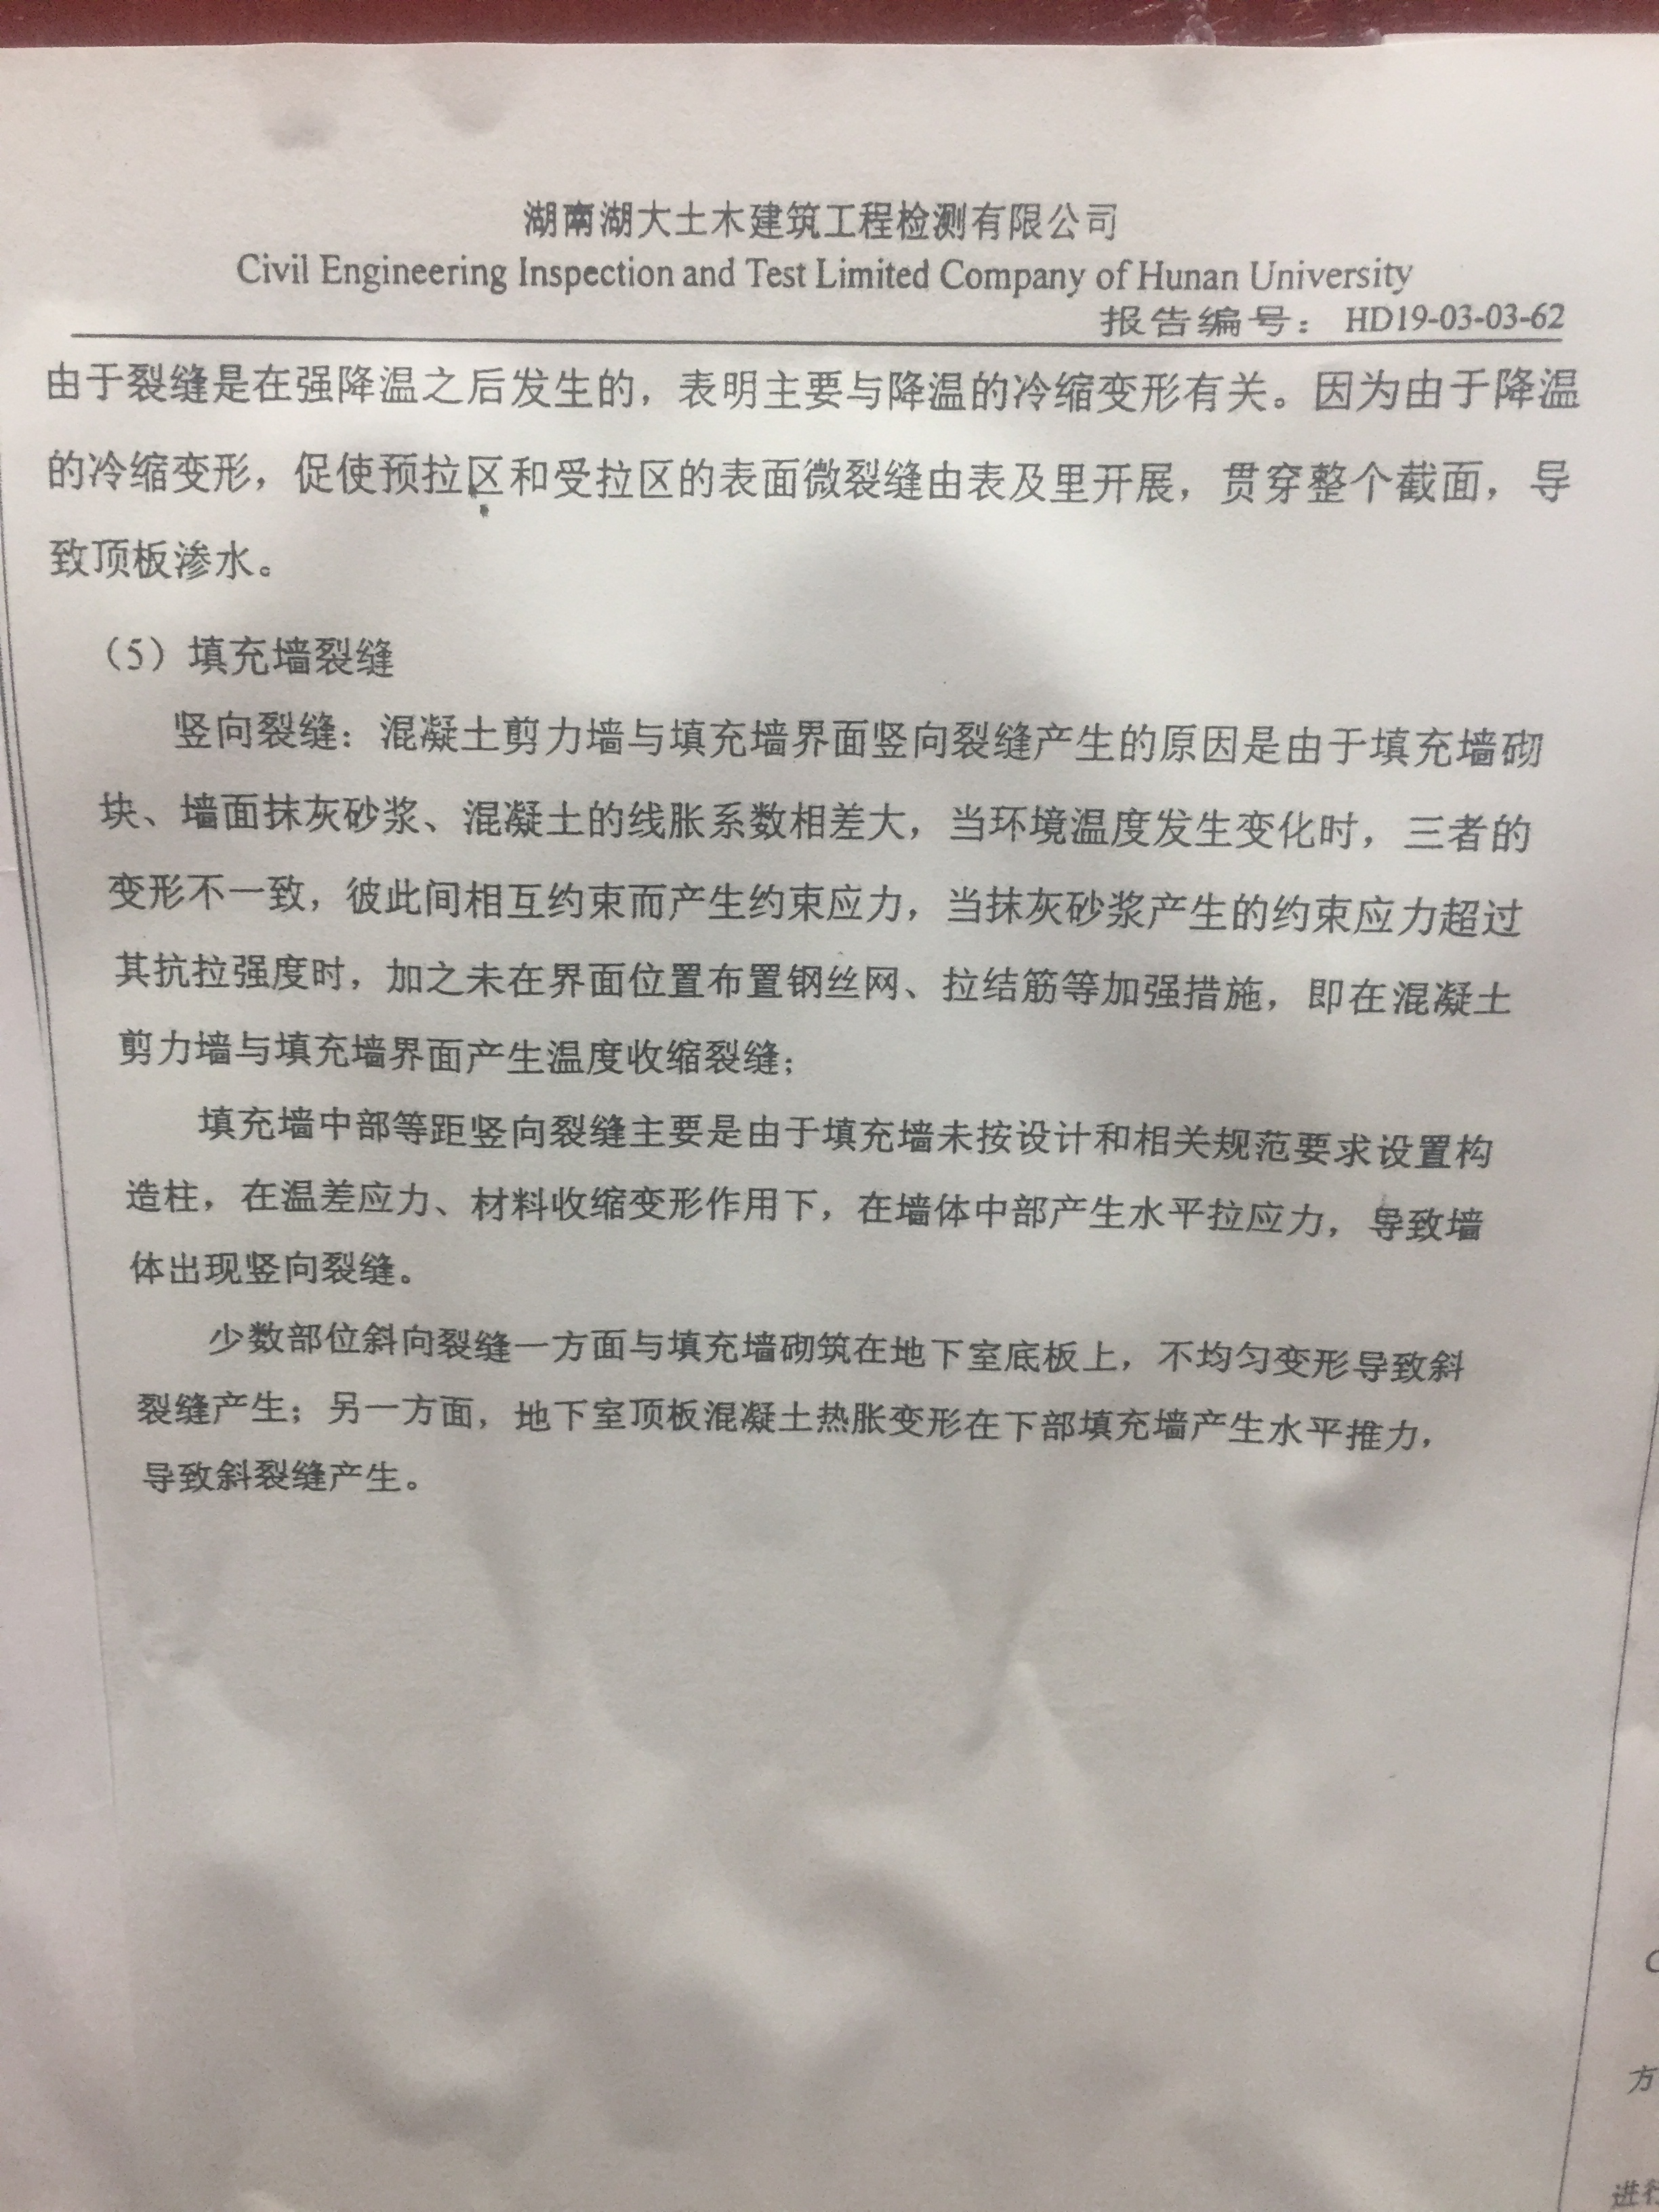 湖南湖大土木建筑工程检测有限公司
Civil Engineering Inspection and Test Limited Company of Hunan University
报告编号： HD19-03-03-62
由于裂缝是在强降温之后发生的，表明主要与降温的冷缩变形有关。因为由于降温
的冷缩变形，促使预拉区和受拉区的表面微裂缝由表及里开展，贯穿整个截面，导
致顶板渗水。
（5）填充墙裂缝
竖向裂缝：混凝土剪力墙与填充墙界面竖向裂缝产生的原因是由于填充墙砌
块、墙面抹灰砂浆、混凝土的线胀系数相差大，当环境温度发生变化时，三者的
变形不一致，彼此间相互约束而产生约束应力，当抹灰砂浆产生的约束应力超过
其抗拉强度时，加之未在界面位置布置钢丝网、拉结筋等加强措施，即在混凝土
剪力墙与填充墙界面产生温度收缩裂缝；
填充墙中部等距竖向裂缝主要是由于填充墙未按设计和相关规范要求设置构
造柱，在温差应力、材料收缩变形作用下，在墙体中部产生水平拉应力，导致墙
体出现竖向裂缝。
少数部位斜向裂缝一方面与填充墙砌筑在地下室底板上，不均匀变形导致斜
裂缝产生；另一方面，地下室顶板混凝土热胀变形在下部填充墙产生水平推力，
导致斜裂缝产生。
方
进行